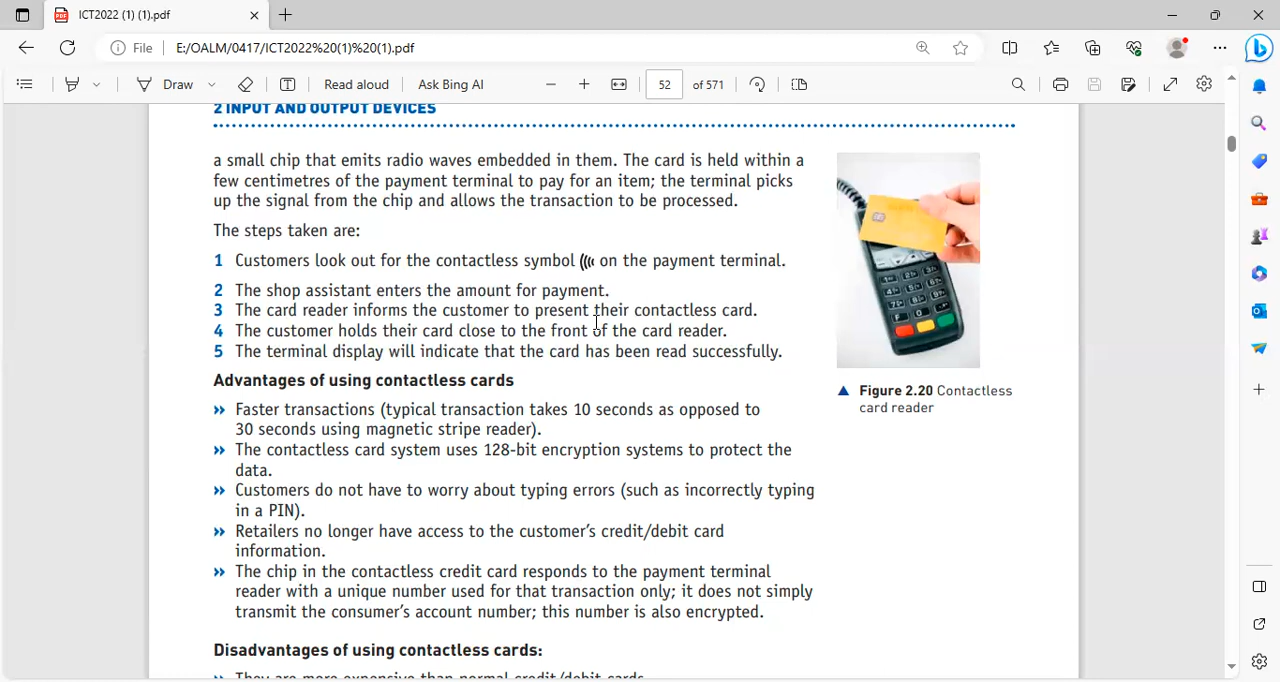 ICT2022 (1) (1).pdf
File
E:/OALM/0417/ICT2022%20(1)%20(1).pdf
Draw
Read aloud
Ask Bing AI
52
of 571
2 INPUT AND OUTPUT DEVICES
a small chip that emits radio waves embedded in them. The card is held within a
few centimetres of the payment terminal to pay for an item; the terminal picks
up the signal from the chip and allows the transaction to be processed.
The steps taken are:
1 Customers look out for the contactless symbol on the payment terminal.
2 The shop assistant enters the amount for payment.
3 The card reader informs the customer to present their contactless card.
4 The customer holds their card close to the front of the card reader.
5 The terminal display will indicate that the card has been read successfully.
Advantages of using contactless cards
» Faster transactions (typical transaction takes 10 seconds as opposed to
30 seconds using magnetic stripe reader).
» The contactless card system uses 128-bit encryption systems to protect the
data.
» Customers do not have to worry about typing errors (such as incorrectly typing
in a PIN).
» Retailers no longer have access to the customer's credit/debit card
information.
» The chip in the contactless credit card responds to the payment terminal
reader with a unique number used for that transaction only; it does not simply
transmit the consumer's account number; this number is also encrypted.
Disadvantages of using contactless cards:
» They are more expensive than normal credit/debit cards
▲ Figure 2.20 Contactless
card reader